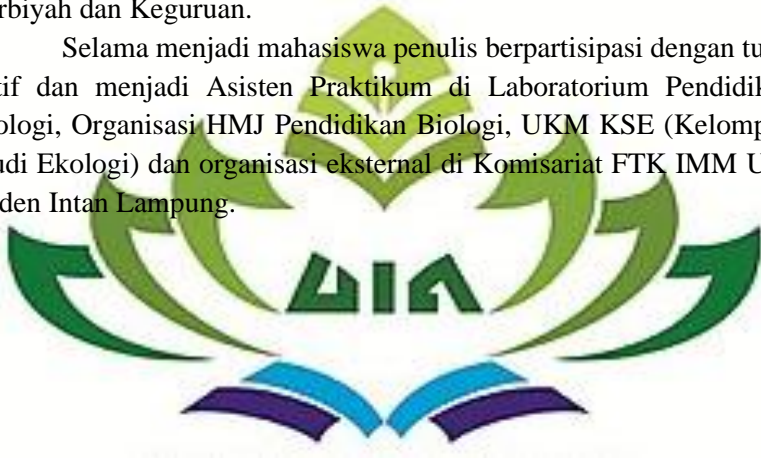 rbiyah dan Keguruan.
Selama menjadi mahasiswa penulis berpartisipasi dengan tu
tif dan menjadi Asisten Praktikum di Laboratorium Pendidik
ologi, Organisasi HMJ Pendidikan Biologi, UKM KSE (Kelomp
udi Ekologi) dan organisasi eksternal di Komisariat FTK IMM U
den Intan Lampung.
UIN